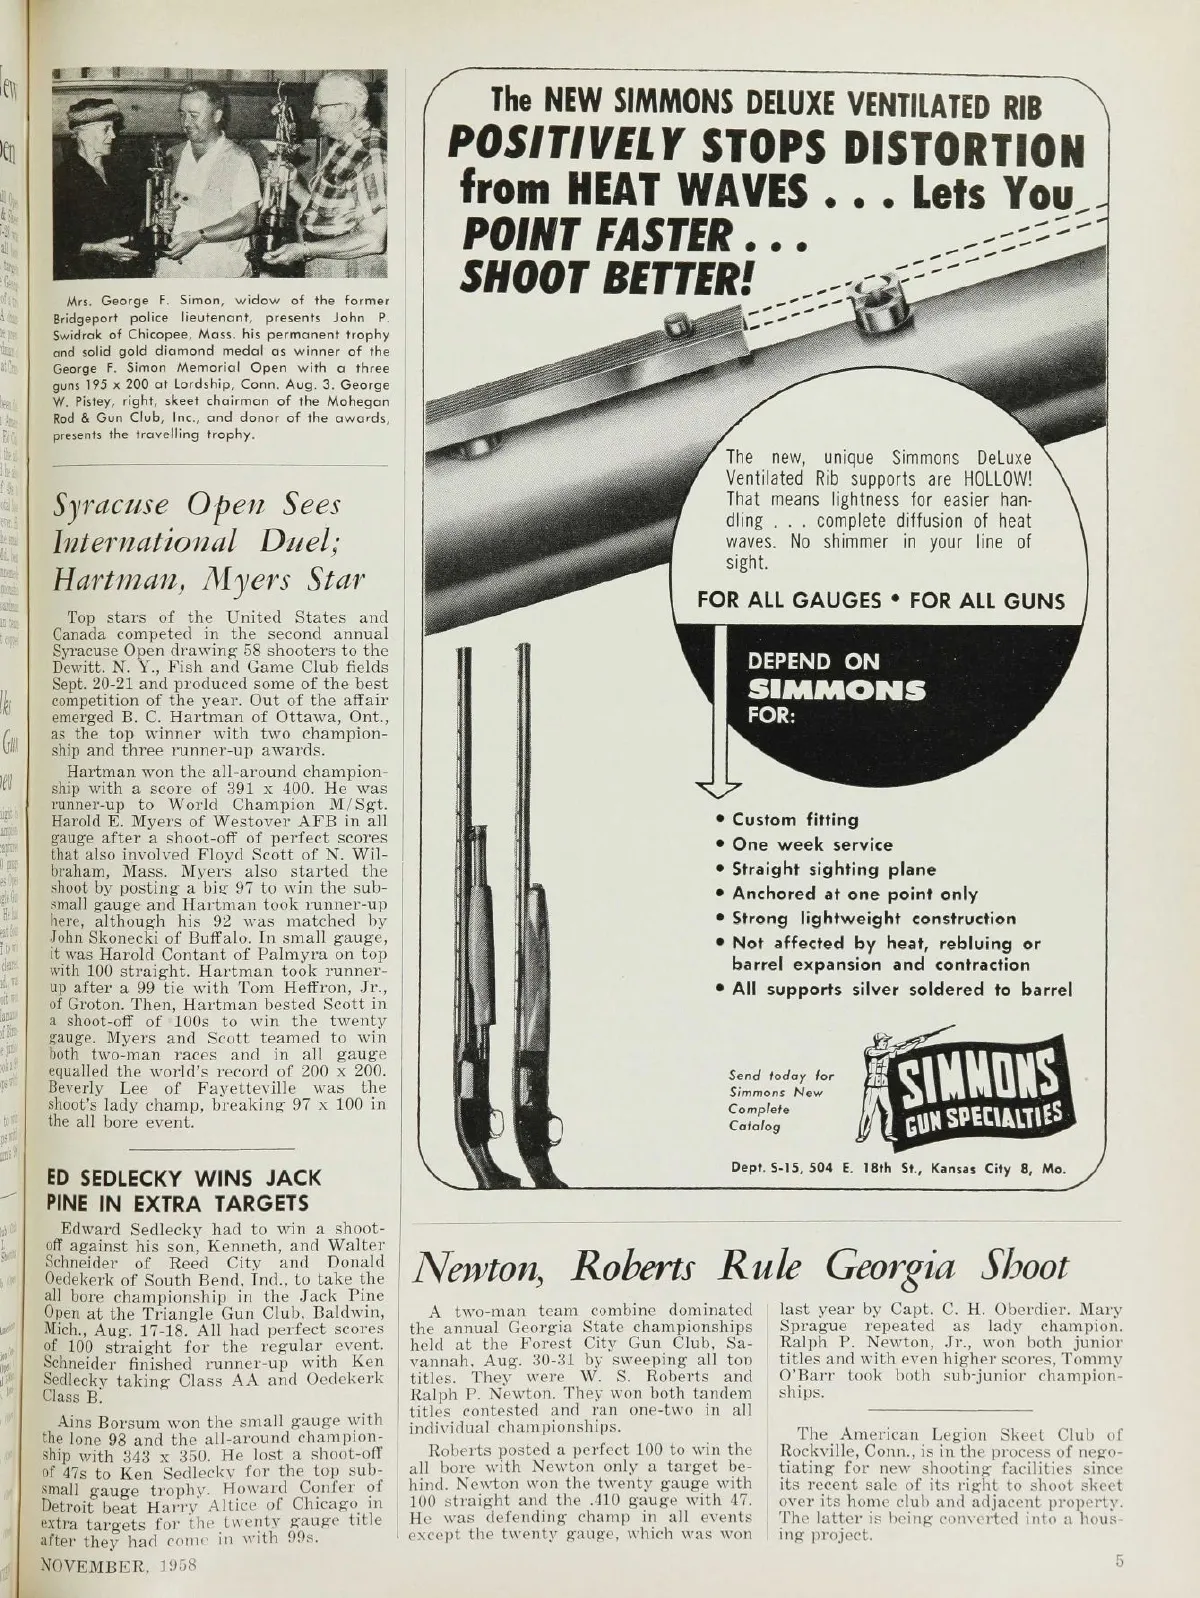 Mrs. George F. Simon, widow of the former
Bridgeport police lieutenant, presents John P.
Swidrak of Chicopee, Mass. his permanent trophy
and solid gold diamond medal as winner of the
George F. Simon Memorial Open with a three
guns 195 x 200 at Lordship, Conn. Aug. 3. George
W. Pistey, right, skeet chairman of the Mohegan
Rod & Gun Club, Inc., and donor of the awards,
presents the travelling trophy.
Syracuse Open Sees
International Duel;
Hartman, Myers Star
Top stars of the United States and
Canada competed in the second annual
Syracuse Open drawing 58 shooters to the
Dewitt. N. Y., Fish and Game Club fields
Sept. 20-21 and produced some of the best
competition of the year. Out of the affair
emerged B. C. Hartman of Ottawa, Ont.,
as the top winner with two champion-
ship and three runner-up awards.
Hartman won the all-around champion-
ship with a score of 391 x 400. He was
runner-up to World Champion M/Sgt.
Harold E. Myers of Westover AFB in all
gauge after a shoot-off of perfect scores
that also involved Floyd Scott of N. Wil-
braham, Mass. Myers also started the
shoot by posting a big 97 to win the sub-
small gauge and Hartman took runner-up
here, although his 92 was matched by
John Skonecki of Buffalo. In small gauge,
it was Harold Contant of Palmyra on top
with 100 straight. Hartman took runner-
up after a 99 tie with Tom Heffron, Jr.,
of Groton. Then, Hartman bested Scott in
a shoot-off of 100s to win the twenty
gauge. Myers and Scott teamed to win
both two-man races and in all gauge
equalled the world's record of 200 x 200.
Beverly Lee of Fayetteville was the
shoot's lady champ, breaking 97 x 100 in
the all bore event.
ED SEDLECKY WINS JACK
PINE IN EXTRA TARGETS
Edward Sedlecky had to win a shoot-
off against his son, Kenneth, and Walter
Schneider of Reed City and Donald
Oedekerk of South Bend, Ind., to take the
all bore championship in the Jack Pine
Open at the Triangle Gun Club, Baldwin,
Mich., Aug. 17-18. All had perfect scores
of 100 straight for the regular event.
Schneider finished runner-up with Ken
Sedlecky taking Class AA and Oedekerk
Class B.
Ains Borsum won the small gauge with
the lone 98 and the all-around champion-
ship with 343 x 350. He lost a shoot-off
of 47s to Ken Sedlecky for the top sub-
small gauge trophy. Howard Confer of
Detroit beat Harry Altice of Chicago in
extra targets for the twenty gauge title
after they had come in with 99s.
NOVEMBER, 1958
The NEW SIMMONS DELUXE VENTILATED RIB
POSITIVELY STOPS DISTORTION
from HEAT WAVES . . . Lets You
POINT FASTER . . .
SHOOT BETTER!
The new, unique Simmons DeLuxe
Ventilated Rib supports are HOLLOW!
That means lightness for easier han-
dling . . . complete diffusion of heat
waves. No shimmer in your line of
sight.
FOR ALL GAUGES • FOR ALL GUNS
DEPEND ON
SIMMONS
FOR:
• Custom fitting
• One week service
• Straight sighting plane
• Anchored at one point only
• Strong lightweight construction
• Not affected by heat, rebluing or
barrel expansion and contraction
• All supports silver soldered to barrel
Send today for
Simmons New
Complete
Catalog
SIMMONS
GUN SPECIALTIES
Dept. S-15, 504 E. 18th St., Kansas City 8, Mo.
Newton, Roberts Rule Georgia Shoot
A two-man team combine dominated
the annual Georgia State championships
held at the Forest City Gun Club, Sa-
vannah, Aug. 30-31 by sweeping all top
titles. They were W. S. Roberts and
Ralph P. Newton. They won both tandem
titles contested and ran one-two in all
individual championships.
Roberts posted a perfect 100 to win the
all bore with Newton only a target be-
hind. Newton won the twenty gauge with
100 straight and the .410 gauge with 47.
He was defending champ in all events
except the twenty gauge, which was won
last year by Capt. C. H. Oberdier. Mary
Sprague repeated as lady champion.
Ralph P. Newton, Jr., won both junior
titles and with even higher scores, Tommy
O'Barr took both sub-junior champion-
ships.
The American Legion Skeet Club of
Rockville, Conn., is in the process of nego-
tiating for new shooting facilities since
its recent sale of its right to shoot skeet
over its home club and adjacent property.
The latter is being converted into a hous-
ing project.
5